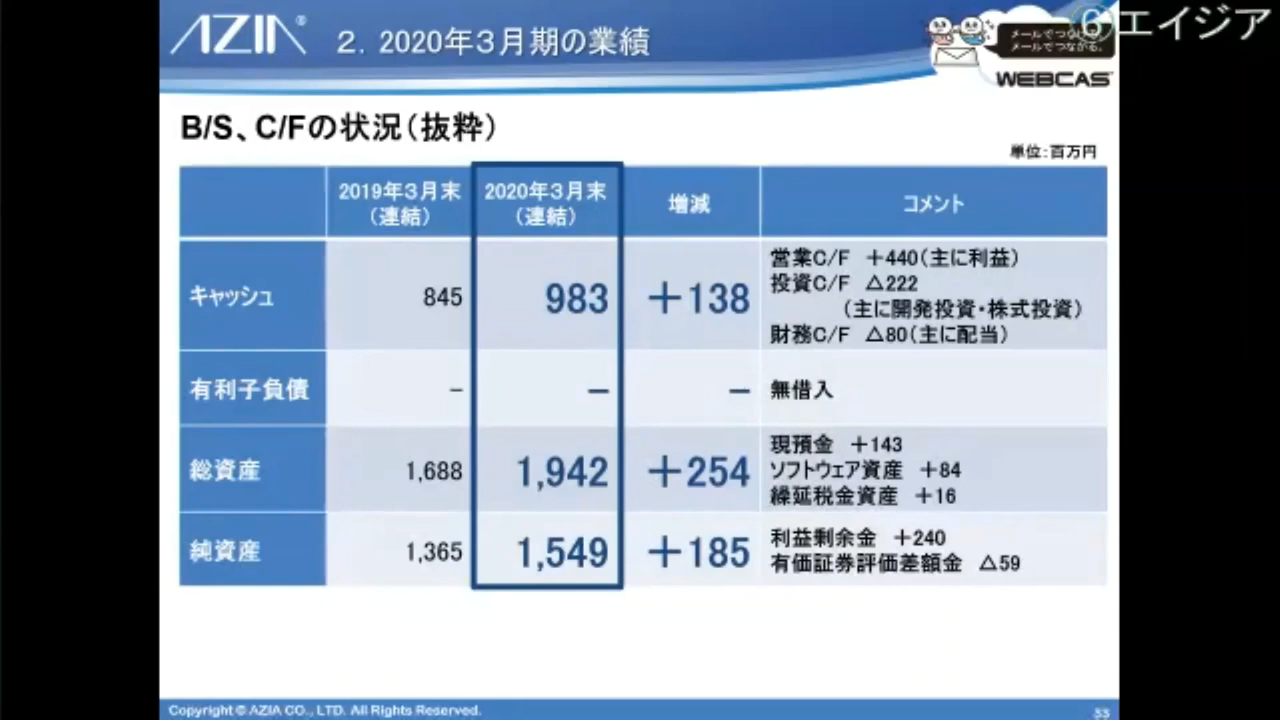 AZIA®
2. 2020年3月期の業績
⑥エイジア
WEBCAS
B/S、C/Fの状況(抜粋)
単位:百万円
2019年3月末
(連結)
2020年3月末
(連結)
増減
コメント
キャッシュ
845
983
+138
営業C/F +440(主に利益)
投資C/F △222
(主に開発投資・株式投資)
財務C/F △80(主に配当)
有利子負債
-
-
-
無借入
総資産
1,688
1,942
+254
現預金 +143
ソフトウェア資産 +84
繰延税金資産 +16
純資産
1,365
1,549
+185
利益剰余金 +240
有価証券評価差額金 △59
Copyright © AZIA CO., LTD. All Rights Reserved.